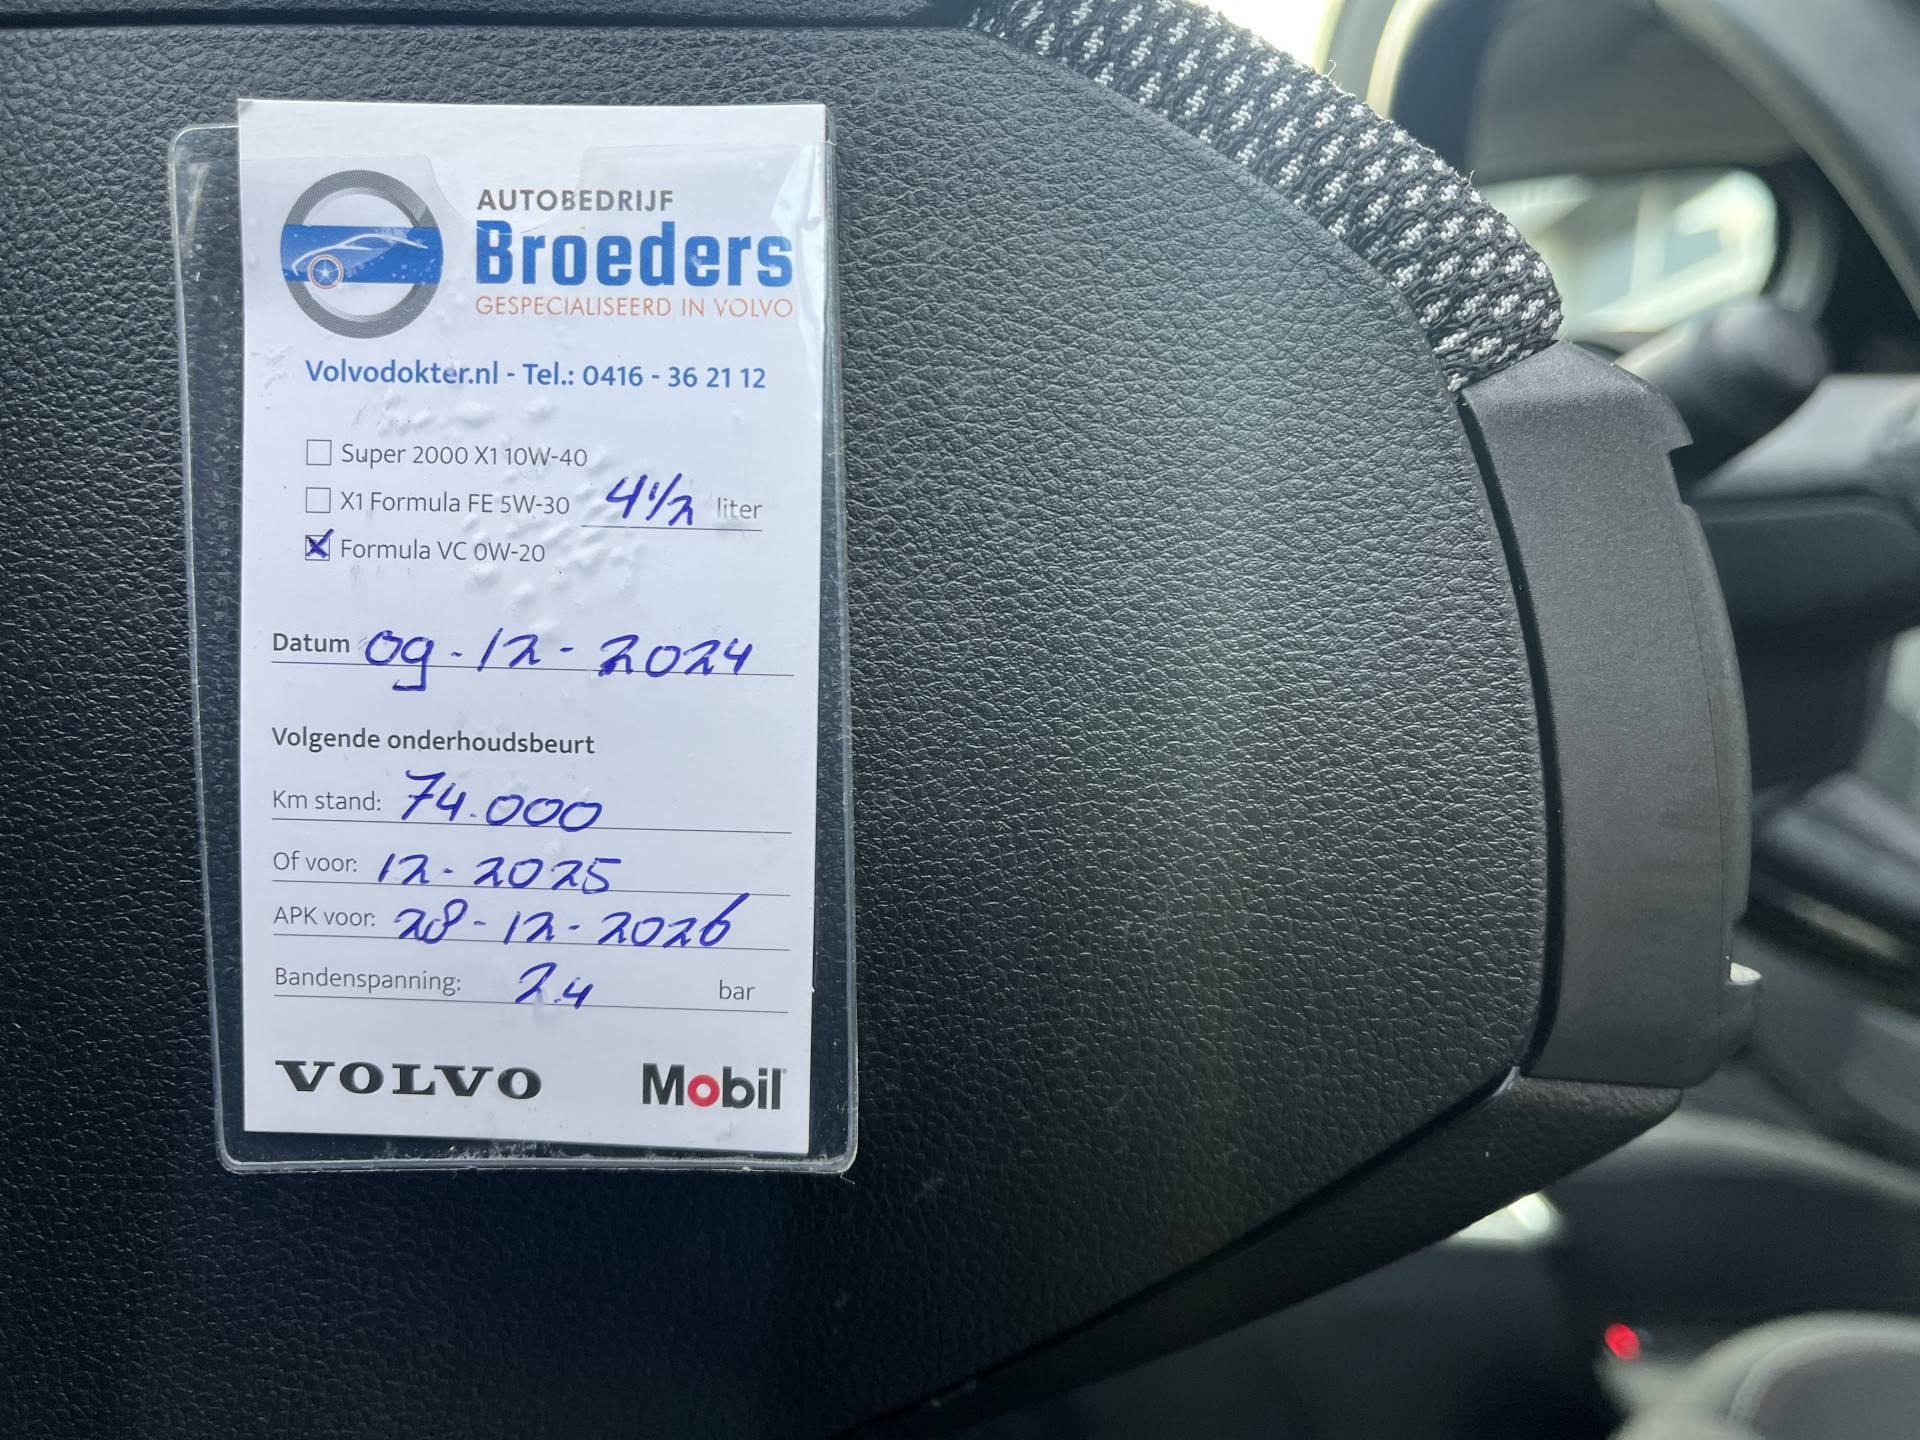 AUTOBEDRIJF
Broeders
GESPECIALISEERD IN VOLVO
Volvodokter.nl - Tel.: 0416 - 36 21 12
Super 2000 X1 10W-40
X1 Formula FE 5W-30 4 1/2 liter
Formula VC 0W-20
Datum 09-12-2024
Volgende onderhoudsbeurt
Km stand: 74.000
Of voor: 12-2025
APK voor: 28-12-2026
Bandenspanning: 2.4 bar
VOLVO Mobil